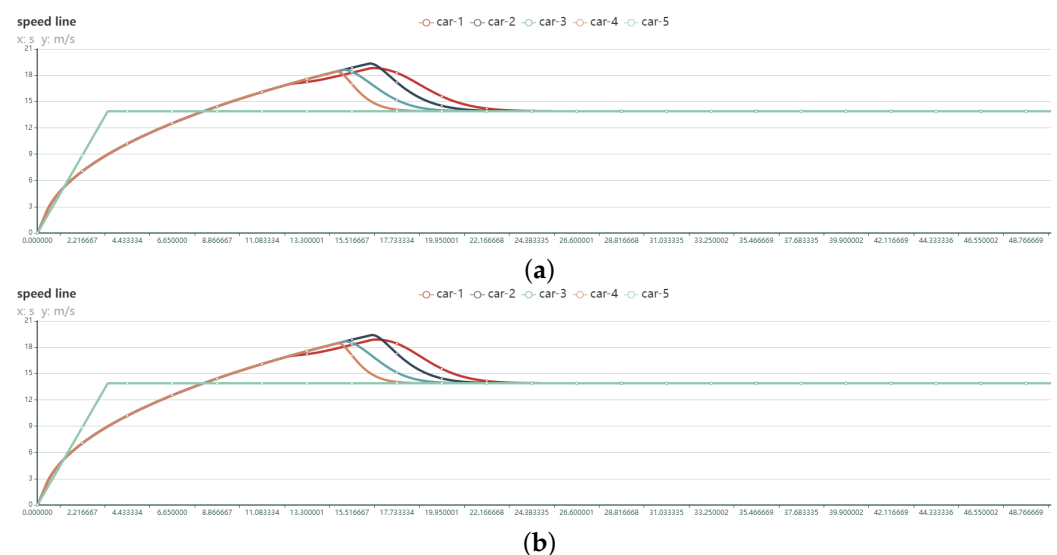 speed line
car-1 car-2 car-3 car-4 car-5
x: s y: m/s
21
18
15
12
9
6
3
0
0.000000 2.216667 4.433334 6.650000 8.866667 11.083334 13.300001 15.516668 17.733334 19.950001 22.166668 24.383335 26.600001 28.816668 31.033335 33.250002 35.466669 37.683335 39.900002 42.116669 44.333336 46.550002 48.766669
(a)
speed line
car-1 car-2 car-3 car-4 car-5
x: s y: m/s
21
18
15
12
9
6
3
0
0.000000 2.216667 4.433334 6.650000 8.866667 11.083334 13.300001 15.516668 17.733334 19.950001 22.166668 24.383335 26.600001 28.816668 31.033335 33.250002 35.466669 37.683335 39.900002 42.116669 44.333336 46.550002 48.766669
(b)